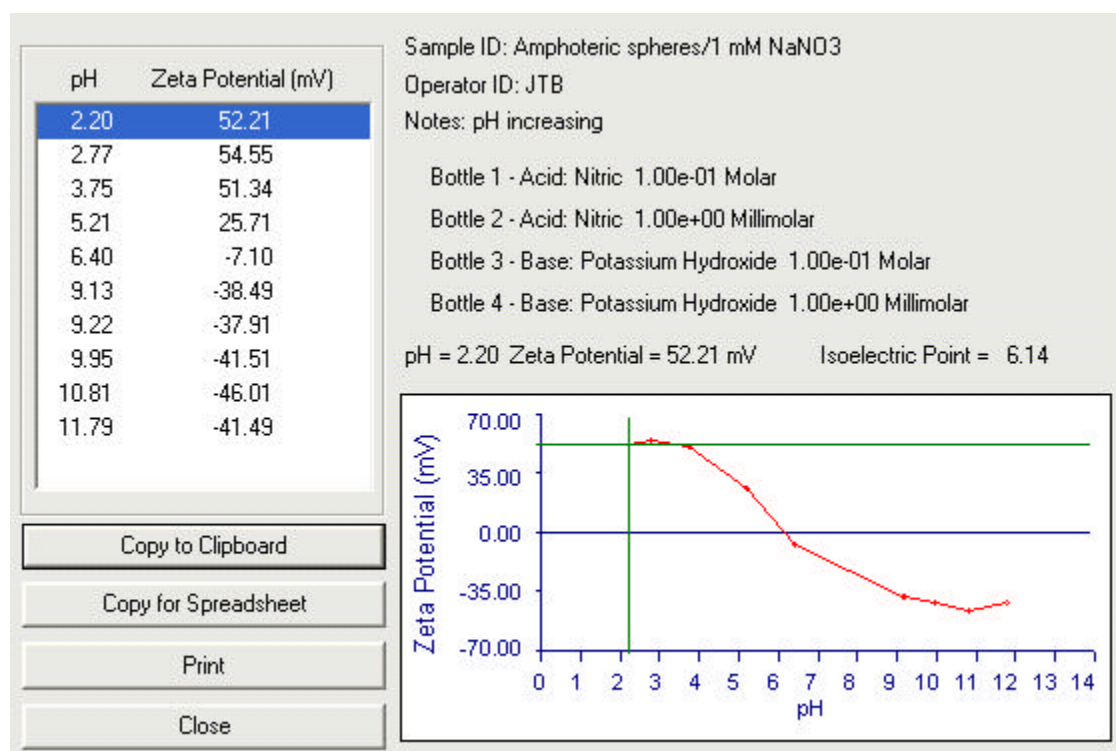 pH Zeta Potential (mV)
2.20 52.21
2.77 54.55
3.75 51.34
5.21 25.71
6.40 -7.10
9.13 -38.49
9.22 -37.91
9.95 -41.51
10.81 -46.01
11.79 -41.49
Copy to Clipboard
Copy for Spreadsheet
Print
Close
Sample ID: Amphoteric spheres/1 mM NaNO3
Operator ID: JTB
Notes: pH increasing
Bottle 1 - Acid: Nitric 1.00e-01 Molar
Bottle 2 - Acid: Nitric 1.00e+00 Millimolar
Bottle 3 - Base: Potassium Hydroxide 1.00e-01 Molar
Bottle 4 - Base: Potassium Hydroxide 1.00e+00 Millimolar
pH = 2.20 Zeta Potential = 52.21 mV Isoelectric Point = 6.14
Zeta Potential (mV)
70.00
35.00
0.00
-35.00
-70.00
0 1 2 3 4 5 6 7 8 9 10 11 12 13 14
pH